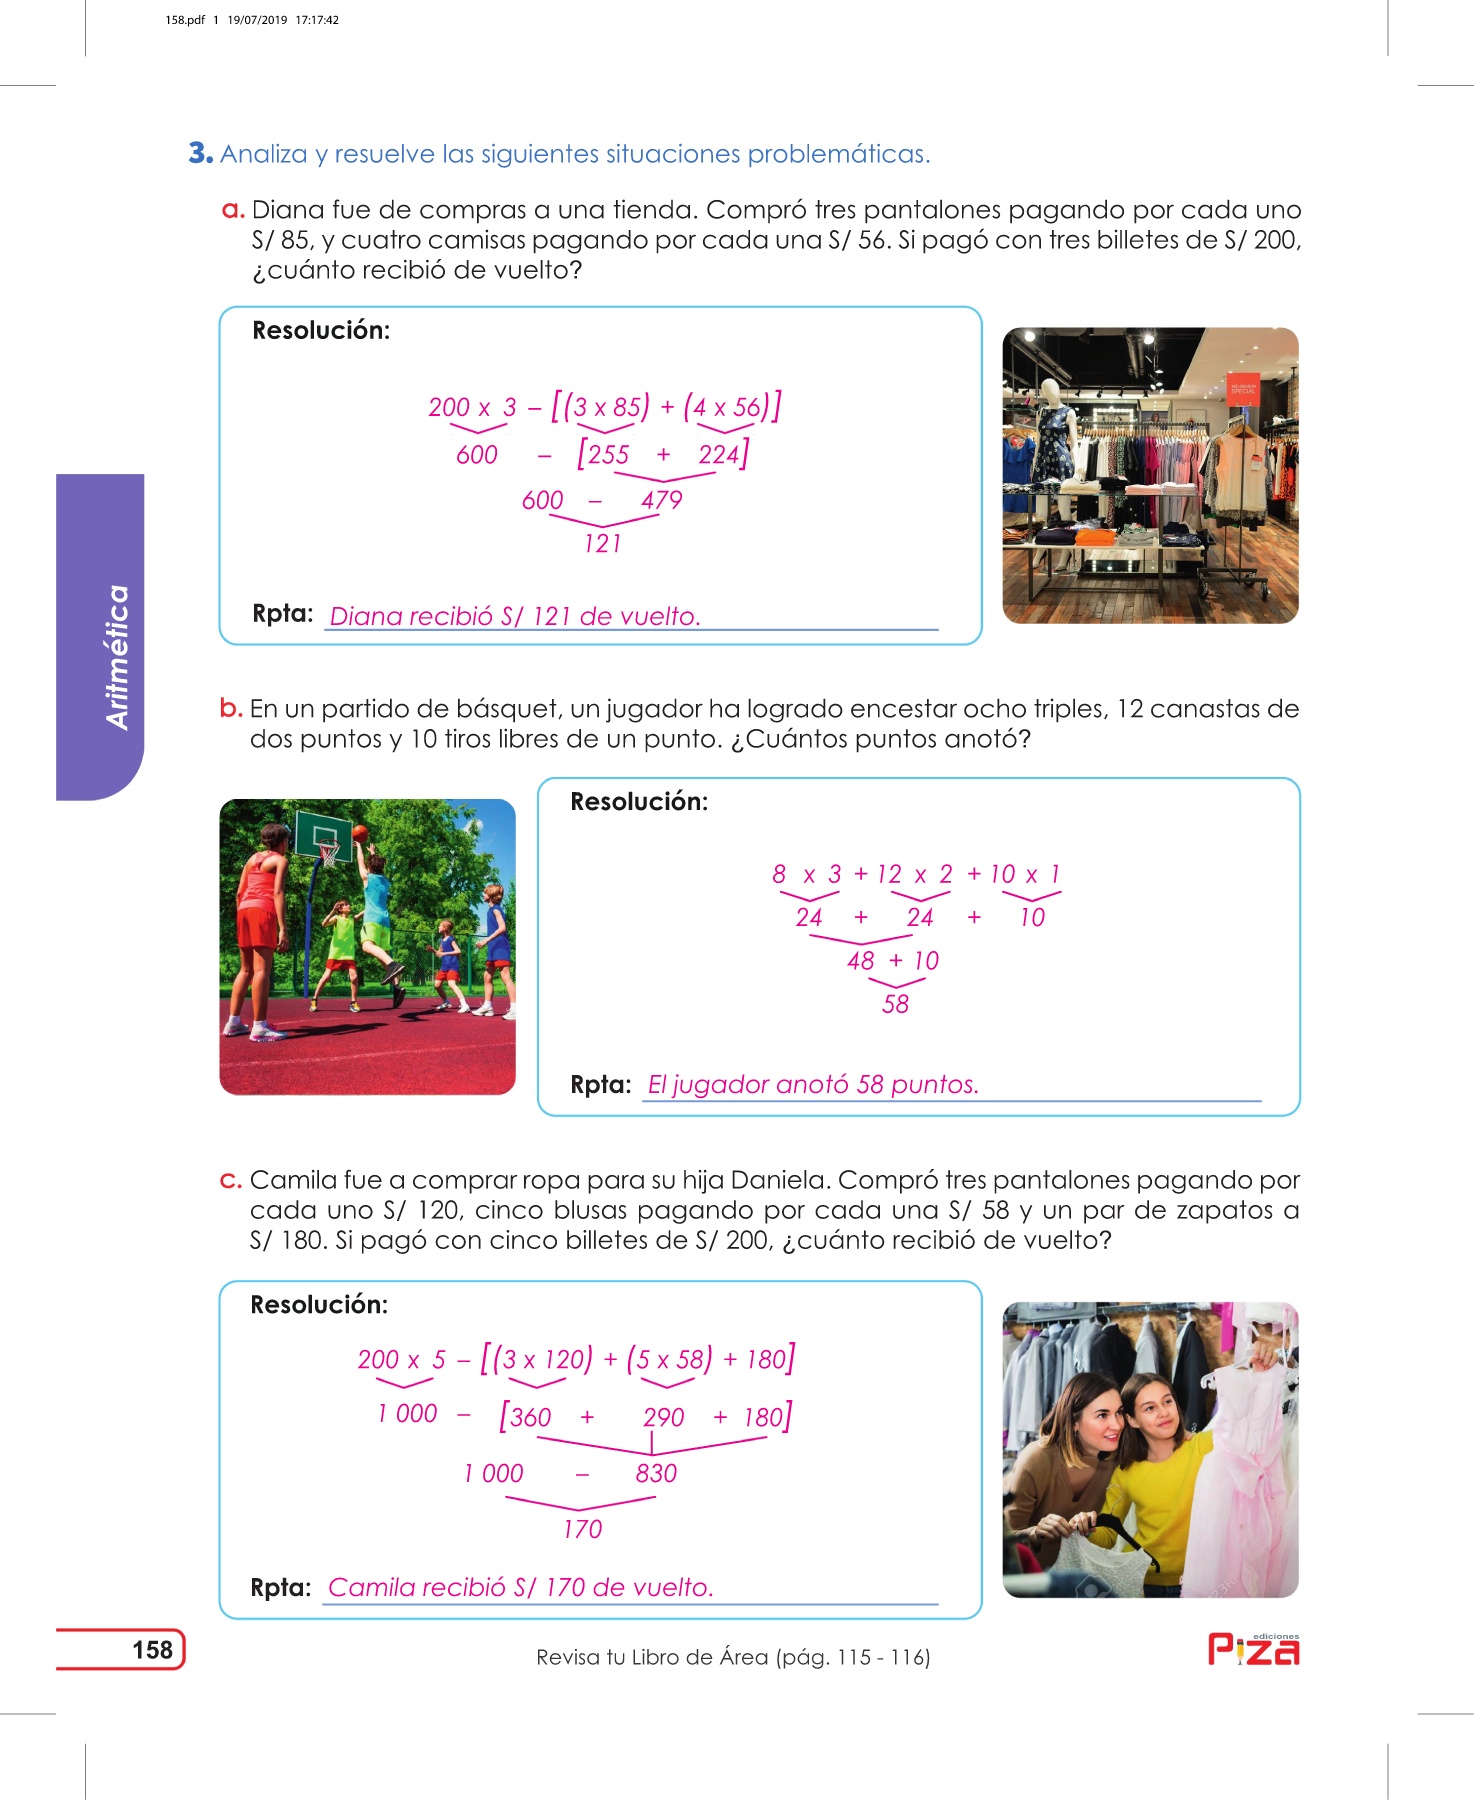 158.pdf 1 19/07/2019 17:17:42
3. Analiza y resuelve las siguientes situaciones problemáticas.
a. Diana fue de compras a una tienda. Compró tres pantalones pagando por cada uno
S/ 85, y cuatro camisas pagando por cada una S/ 56. Si pagó con tres billetes de S/ 200,
¿cuánto recibió de vuelto?
Resolución:
200 x 3 – [(3 x 85) + (4 x 56)]
600 – [255 + 224]
600 – 479
121
Rpta: Diana recibió S/ 121 de vuelto.
SPECIAL
Aritmética
b. En un partido de básquet, un jugador ha logrado encestar ocho triples, 12 canastas de
dos puntos y 10 tiros libres de un punto. ¿Cuántos puntos anotó?
Resolución:
8 x 3 + 12 x 2 + 10 x 1
24 + 24 + 10
48 + 10
58
Rpta: El jugador anotó 58 puntos.
c. Camila fue a comprar ropa para su hija Daniela. Compró tres pantalones pagando por
cada uno S/ 120, cinco blusas pagando por cada una S/ 58 y un par de zapatos a
S/ 180. Si pagó con cinco billetes de S/ 200, ¿cuánto recibió de vuelto?
Resolución:
200 x 5 – [(3 x 120) + (5 x 58) + 180]
1 000 – [360 + 290 + 180]
1 000 – 830
170
Rpta: Camila recibió S/ 170 de vuelto.
158
Revisa tu Libro de Área (pág. 115 - 116)
ediciones
Piza